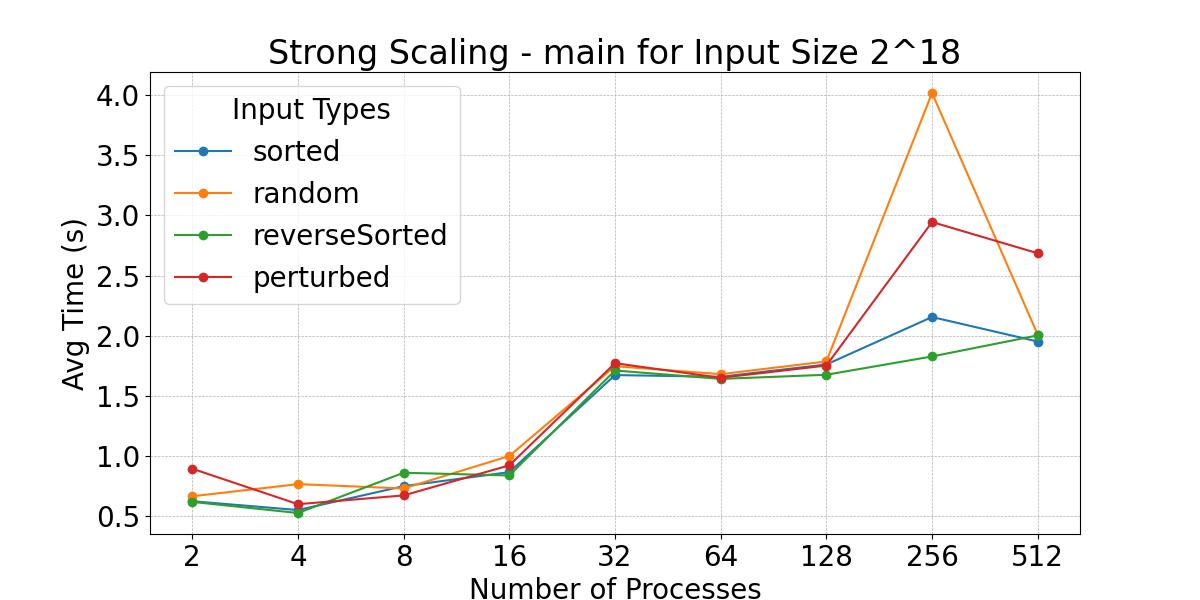 Strong Scaling - main for Input Size 2^18
4.0
3.5
3.0
2.5
2.0
1.5
1.0
0.5
Avg Time (s)
Input Types
sorted
random
reverseSorted
perturbed
2 4 8 16 32 64 128 256 512
Number of Processes